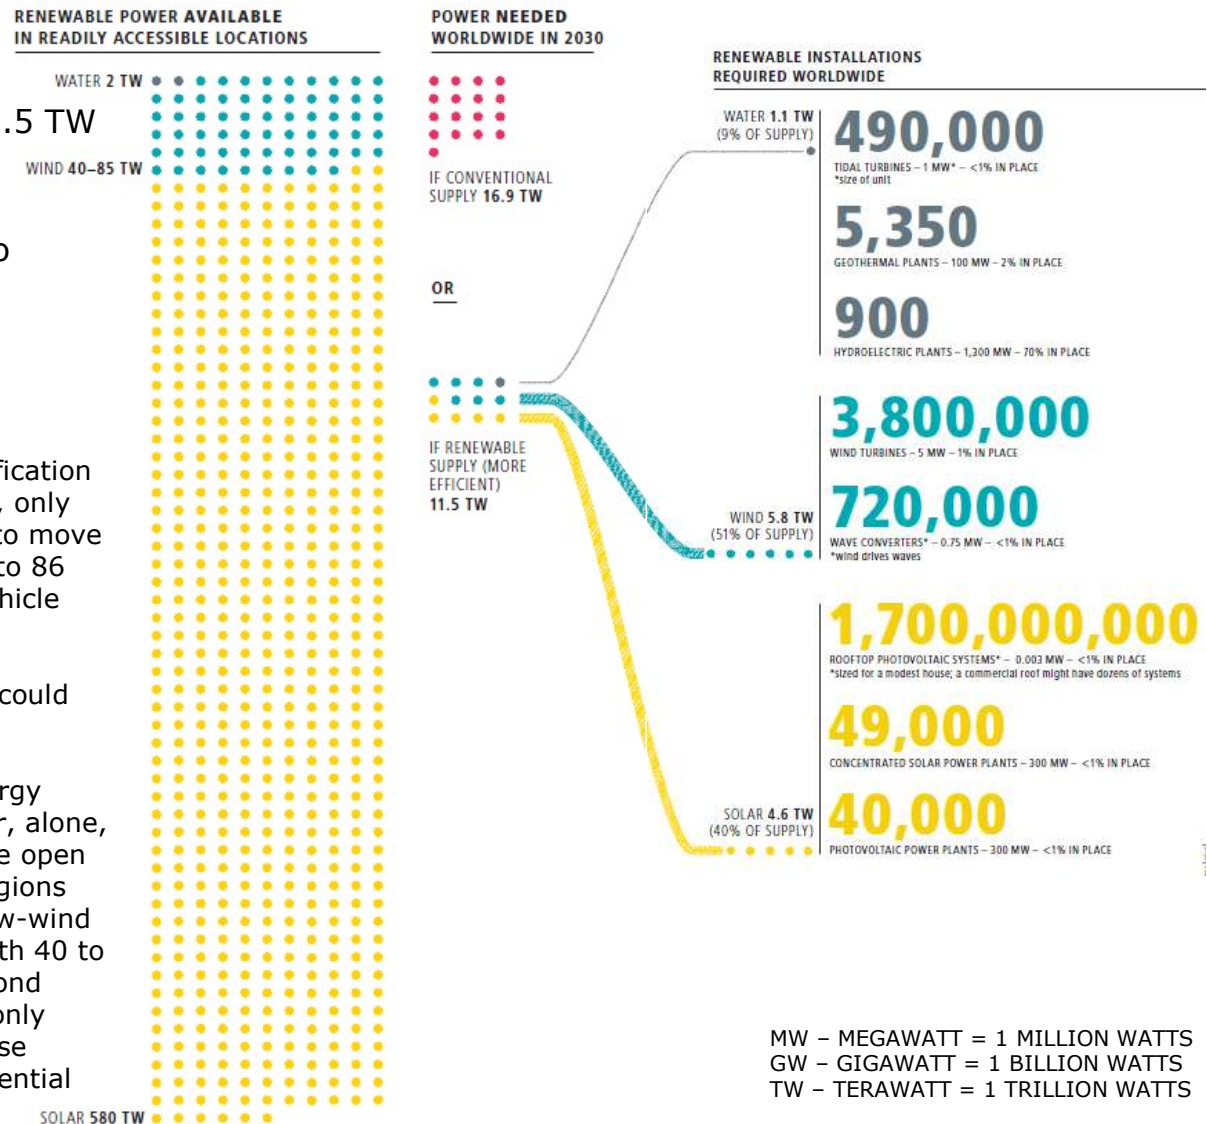 RENEWABLE POWER AVAILABLE
IN READILY ACCESSIBLE LOCATIONS
WATER 2 TW
.5 TW
WIND 40–85 TW
o
ification
, only
to move
to 86
hicle
could
ergy
r, alone,
e open
gions
w-wind
th 40 to
ond
only
se
ential
SOLAR 580 TW
POWER NEEDED
WORLDWIDE IN 2030
IF CONVENTIONAL
SUPPLY 16.9 TW
OR
IF RENEWABLE
SUPPLY (MORE
EFFICIENT)
11.5 TW
RENEWABLE INSTALLATIONS
REQUIRED WORLDWIDE
WATER 1.1 TW
(9% OF SUPPLY)
490,000
TIDAL TURBINES – 1 MW* – <1% IN PLACE
*size of unit
5,350
GEOTHERMAL PLANTS – 100 MW – 2% IN PLACE
900
HYDROELECTRIC PLANTS – 1,300 MW – 70% IN PLACE
3,800,000
WIND TURBINES – 5 MW – 1% IN PLACE
WIND 5.8 TW
(51% OF SUPPLY)
720,000
WAVE CONVERTERS* – 0.75 MW – <1% IN PLACE
*wind drives waves
1,700,000,000
ROOFTOP PHOTOVOLTAIC SYSTEMS* – 0.003 MW – <1% IN PLACE
*sized for a modest house; a commercial roof might have dozens of systems
49,000
CONCENTRATED SOLAR POWER PLANTS – 300 MW – <1% IN PLACE
SOLAR 4.6 TW
(40% OF SUPPLY)
40,000
PHOTOVOLTAIC POWER PLANTS – 300 MW – <1% IN PLACE
MW – MEGAWATT = 1 MILLION WATTS
GW – GIGAWATT = 1 BILLION WATTS
TW – TERAWATT = 1 TRILLION WATTS